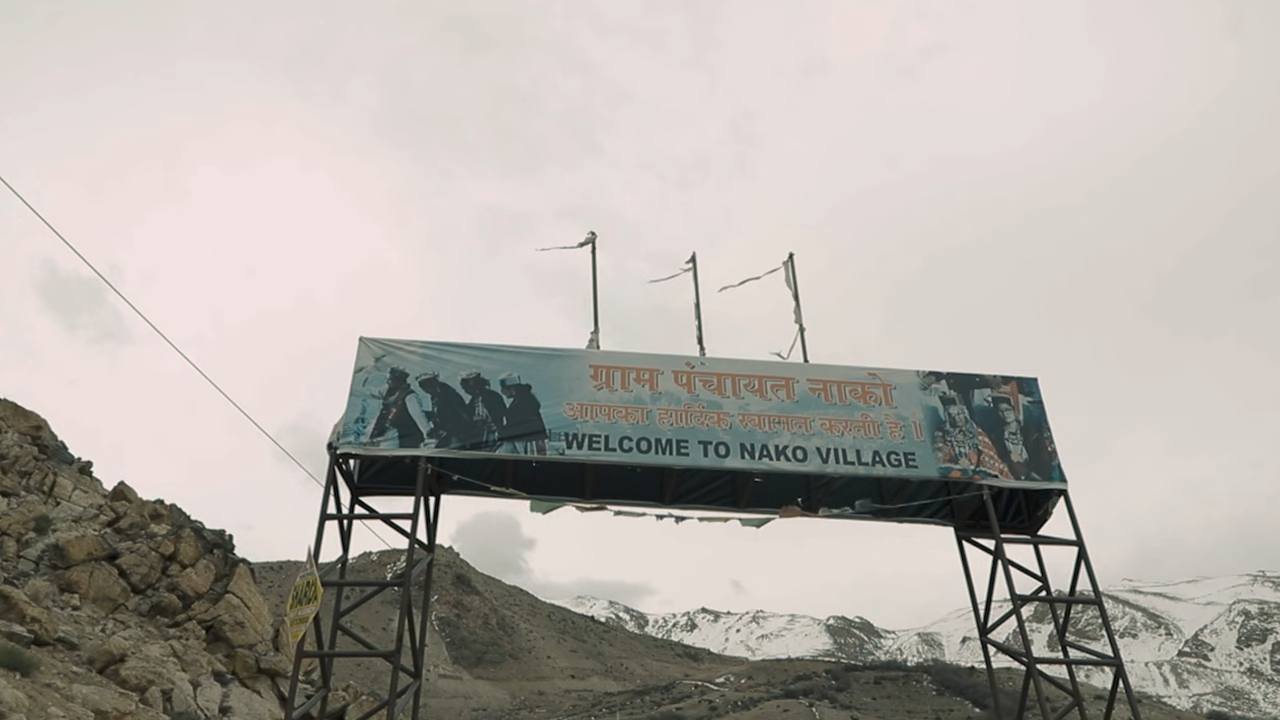 ग्राम पंचायत नाको
आपका हार्दिक स्वागत करती है ।
WELCOME TO NAKO VILLAGE